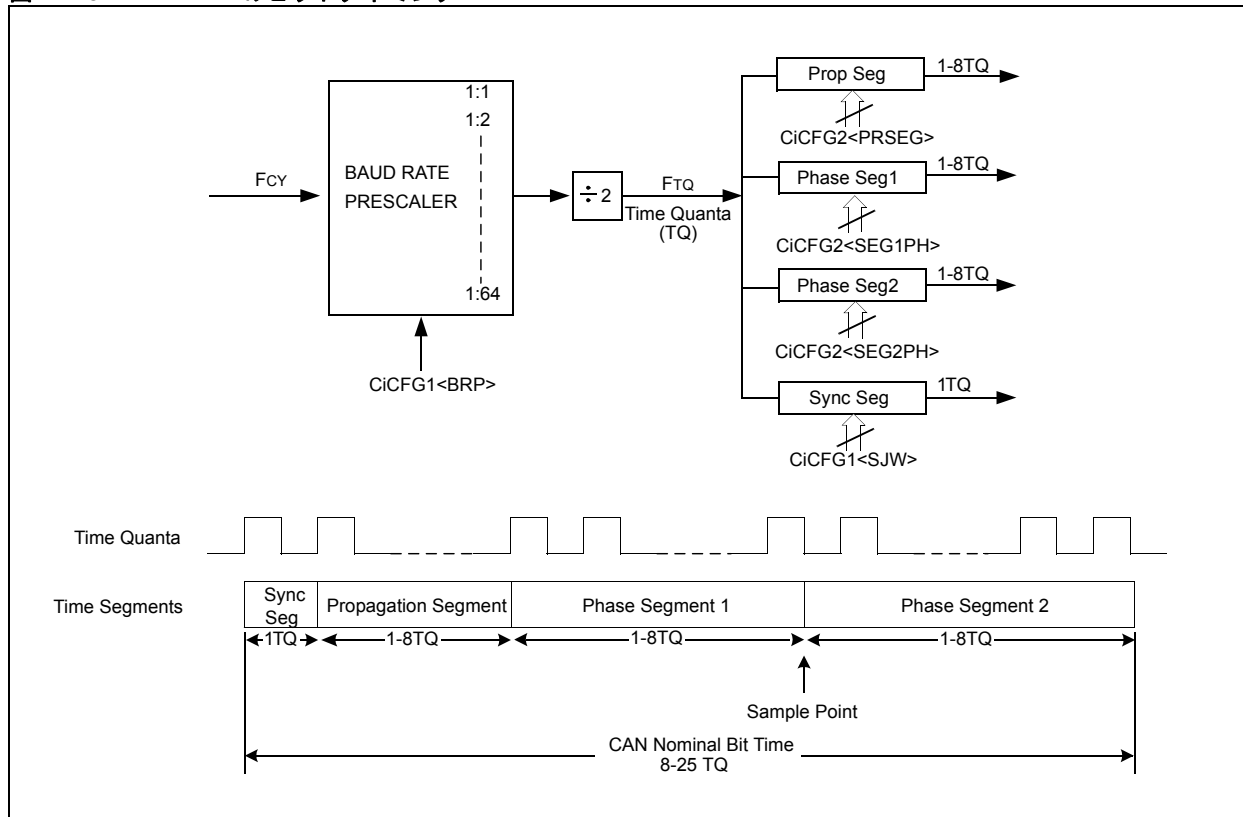 1:1
1:2
1:64
BAUD RATE
PRESCALER
FCY
CiCFG1<BRP>
÷ 2
FTQ
Time Quanta
(TQ)
Prop Seg
1-8TQ
CiCFG2<PRSEG>
Phase Seg1
1-8TQ
CiCFG2<SEG1PH>
Phase Seg2
1-8TQ
CiCFG2<SEG2PH>
Sync Seg
1TQ
CiCFG1<SJW>
Time Quanta
Time Segments
Sync
Seg
Propagation Segment
Phase Segment 1
Phase Segment 2
1TQ
1-8TQ
1-8TQ
1-8TQ
Sample Point
CAN Nominal Bit Time
8-25 TQ